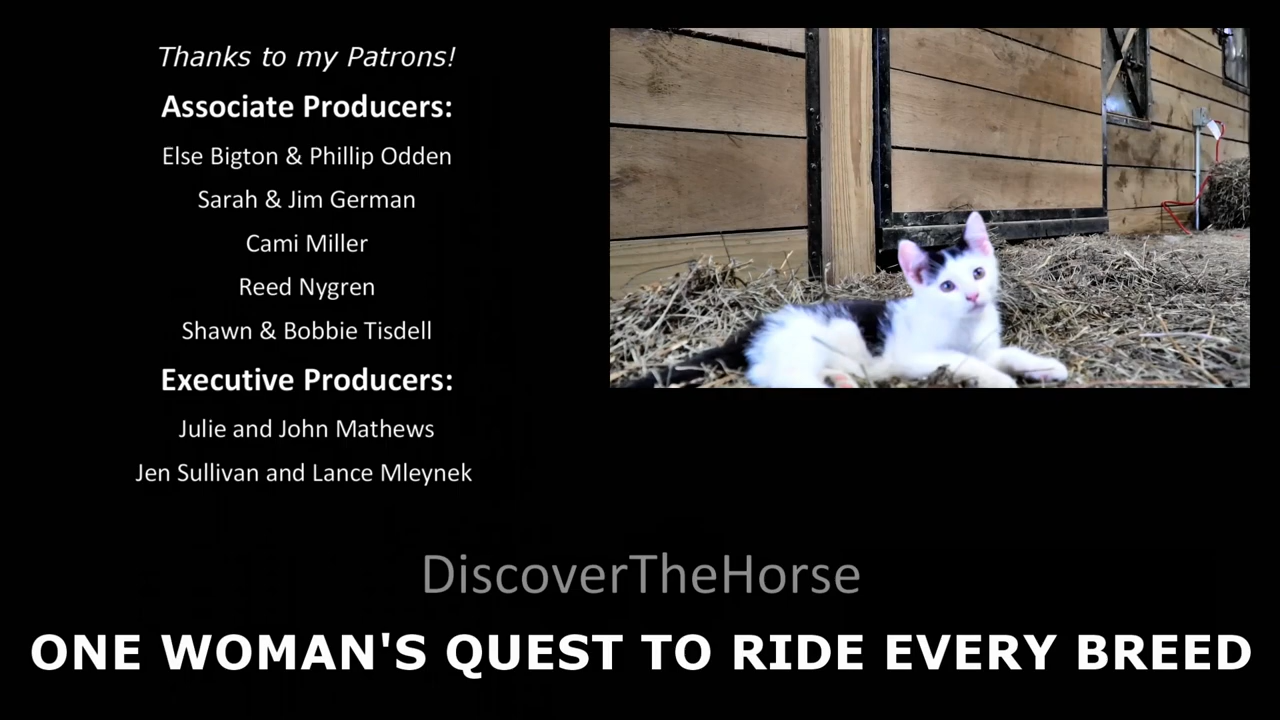 Thanks to my Patrons!
Associate Producers:
Else Bigton & Phillip Odden
Sarah & Jim German
Cami Miller
Reed Nygren
Shawn & Bobbie Tisdell
Executive Producers:
Julie and John Mathews
Jen Sullivan and Lance Mleynek
DiscoverTheHorse
ONE WOMAN'S QUEST TO RIDE EVERY BREED